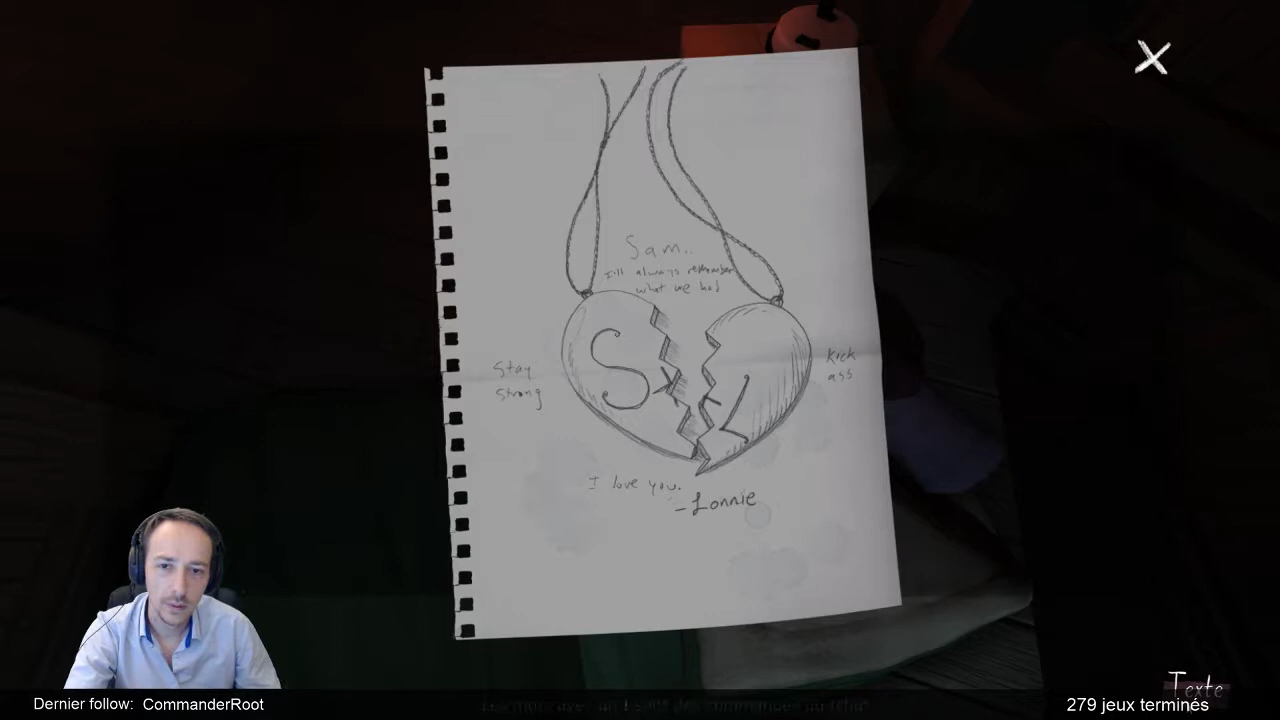 Sam..
I'll always remember
what we had
Stay
strong
Kick
ass
S + L
I love you.
-Lonnie
Texte
Dernier follow: CommanderRoot
279 jeux terminés